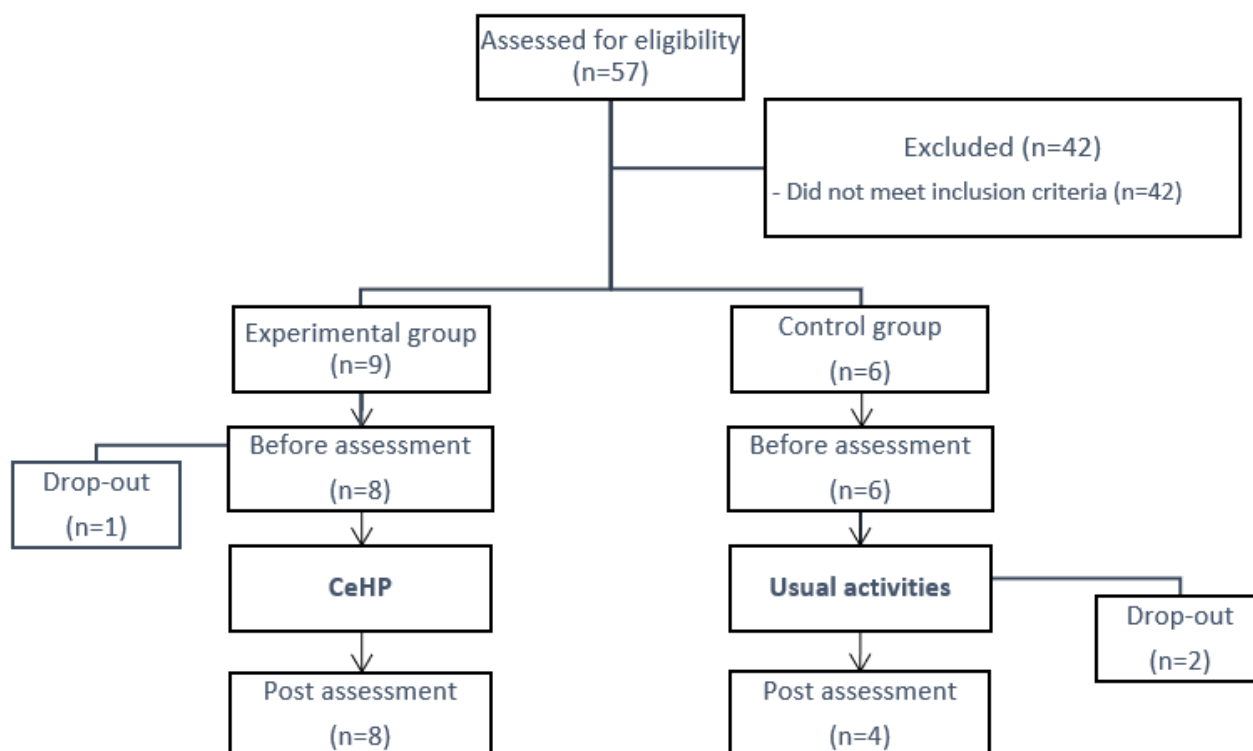 Assessed for eligibility
(n=57)
Excluded (n=42)
- Did not meet inclusion criteria (n=42)
Experimental group
(n=9)
Control group
(n=6)
Before assessment
(n=8)
Before assessment
(n=6)
Drop-out
(n=1)
CeHP
Usual activities
Drop-out
(n=2)
Post assessment
(n=8)
Post assessment
(n=4)